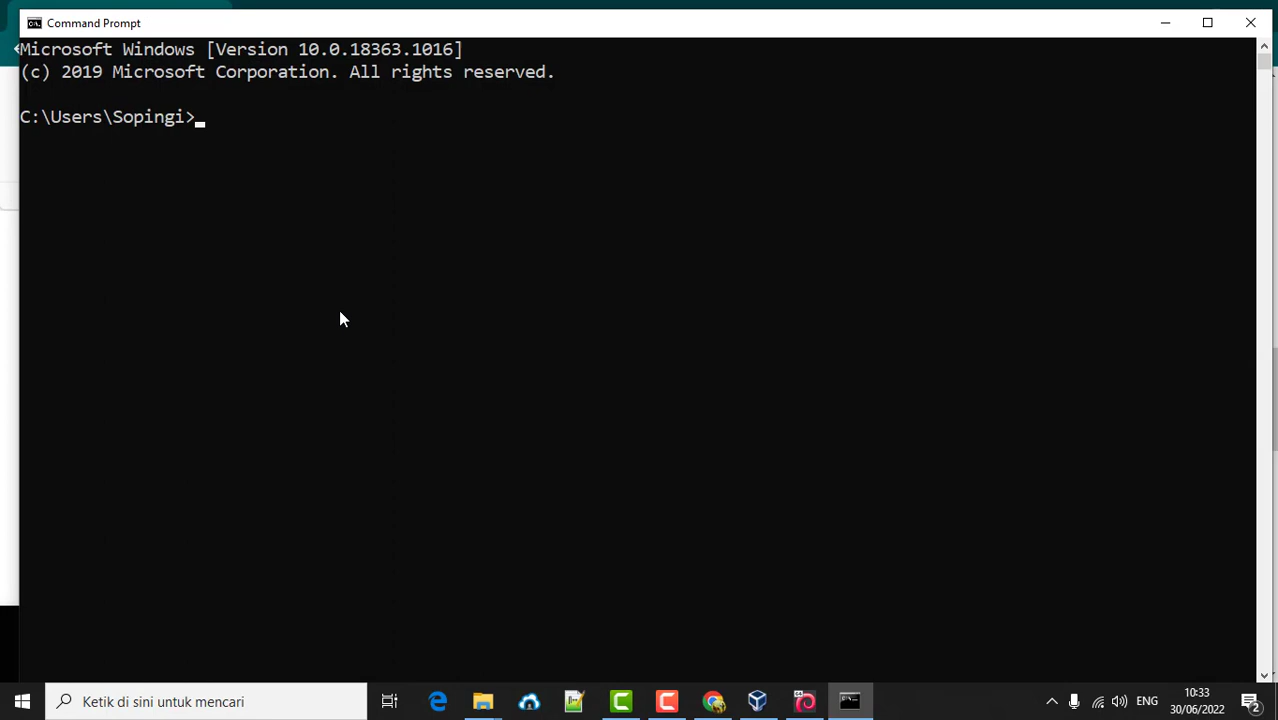 Command Prompt
Microsoft Windows [Version 10.0.18363.1016]
(c) 2019 Microsoft Corporation. All rights reserved.
C:\Users\Sopingi>_
Ketik di sini untuk mencari
ENG
10:33
30/06/2022
2